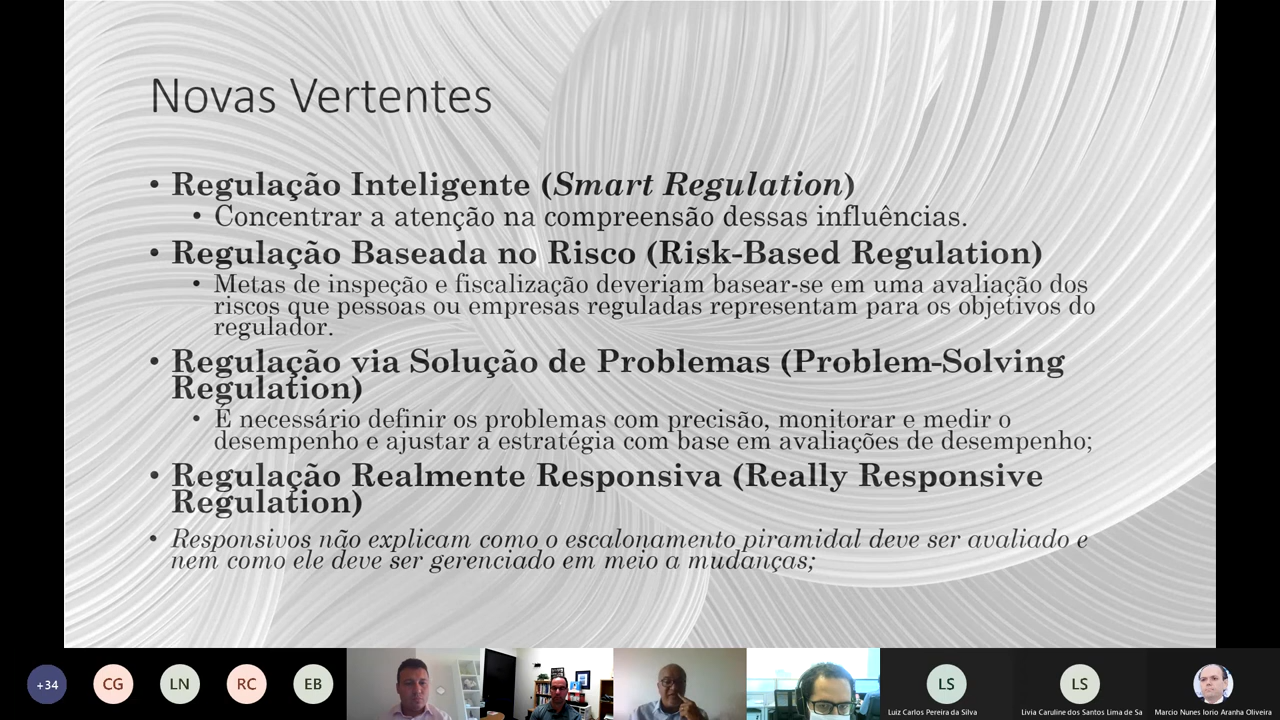 Novas Vertentes
• Regulação Inteligente (Smart Regulation)
• Concentrar a atenção na compreensão dessas influências.
• Regulação Baseada no Risco (Risk-Based Regulation)
• Metas de inspeção e fiscalização deveriam basear-se em uma avaliação dos
riscos que pessoas ou empresas reguladas representam para os objetivos do
regulador.
• Regulação via Solução de Problemas (Problem-Solving
Regulation)
• É necessário definir os problemas com precisão, monitorar e medir o
desempenho e ajustar a estratégia com base em avaliações de desempenho;
• Regulação Realmente Responsiva (Really Responsive
Regulation)
• Responsivos não explicam como o escalonamento piramidal deve ser avaliado e
nem como ele deve ser gerenciado em meio a mudanças;
+34
CG
LN
RC
EB
LS
LS
Luiz Carlos Pereira da Silva
Livia Caruline dos Santos Lima de Sa
Marcio Nunes Iorio Aranha Oliveira